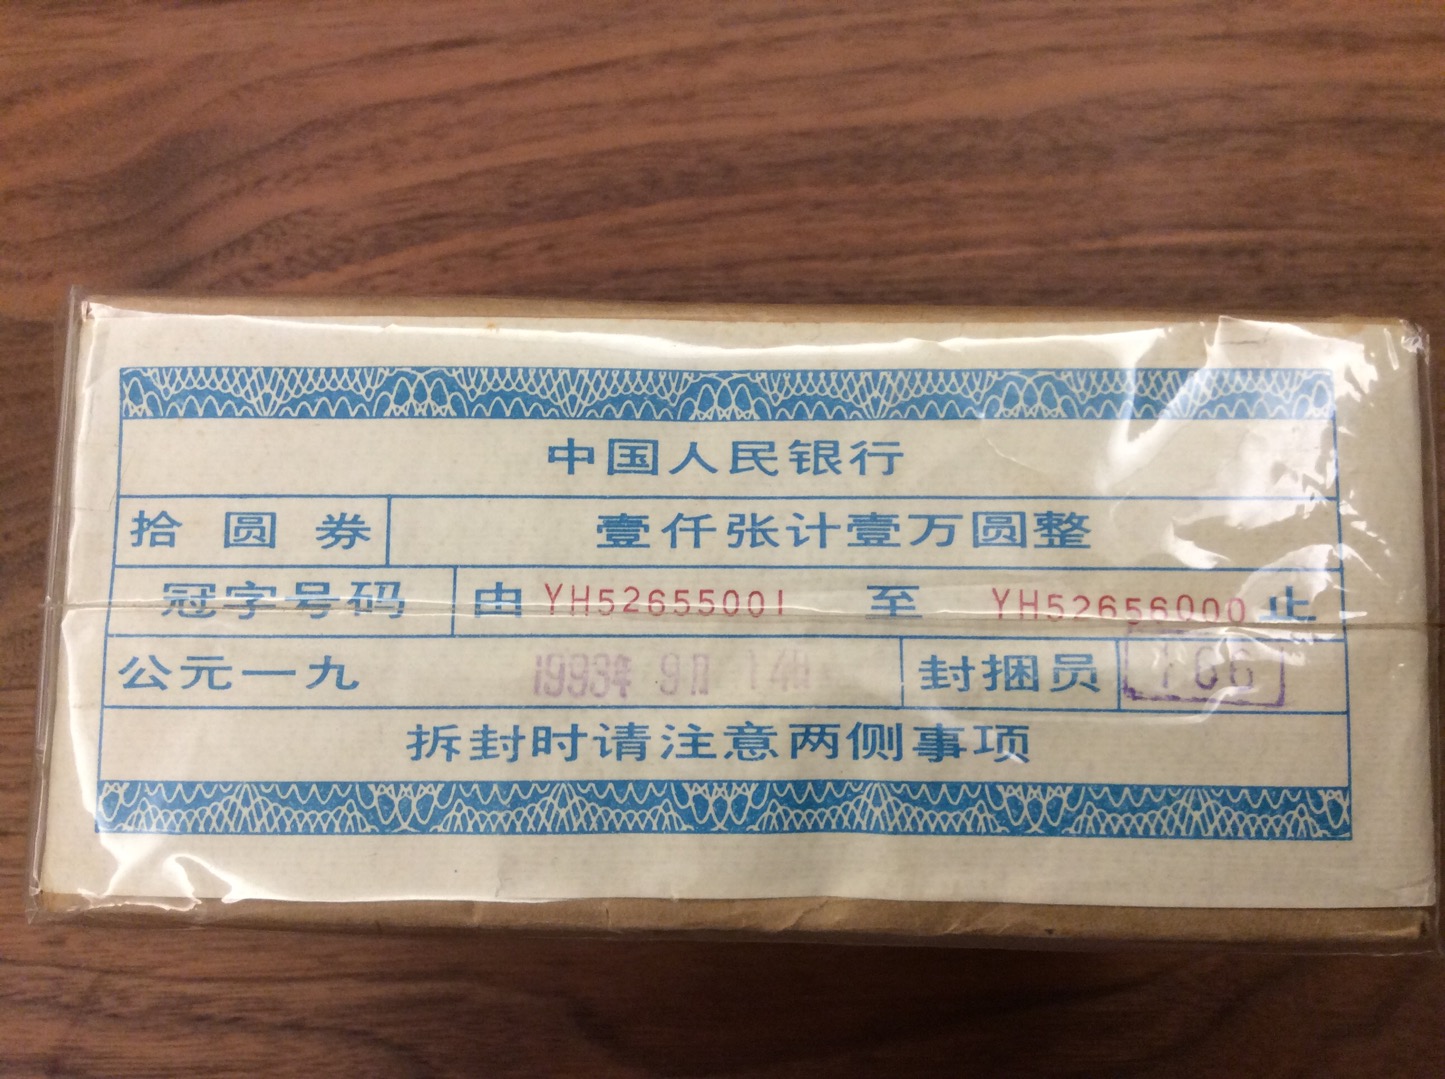 中国人民银行
拾圆券 壹仟张计壹万圆整
冠字号码 由 YH52655001 至 YH52656000 止
公元一九 1993年 9月 14日 封捆员 106
拆封时请注意两侧事项